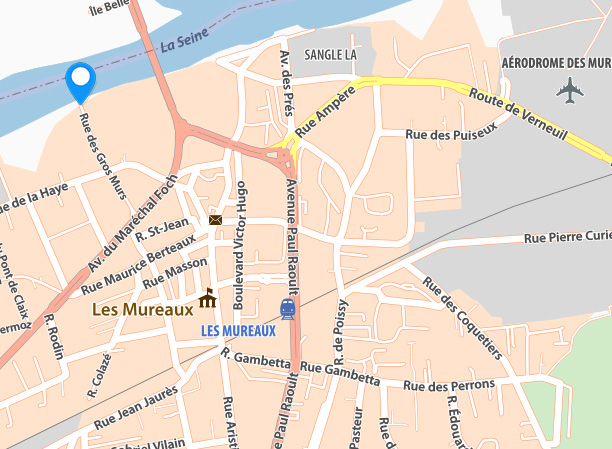 Île Belle
La Seine
SANGLE LA
AÉRODROME DES MUR
Av. des Prés
Rue Ampère
Route de Verneuil
Rue des Gros Murs
Rue des Puiseux
Rue de la Haye
Av. du Maréchal Foch
Boulevard Victor Hugo
Avenue Paul Raoult
R. St-Jean
Rue Maurice Berteaux
Rue Masson
Rue Pierre Curie
du Pont de Claix
Les Mureaux
LES MUREAUX
Rue des Coquetiers
ermoz
R. Rodin
R. de Poissy
R. Colazé
R. Gambetta
Rue Gambetta
Rue des Perrons
Rue Jean Jaurès
Rue Aristi
e Paul Raoult
Pasteur
Rue de
R. Édoua
Gabriel Vilain